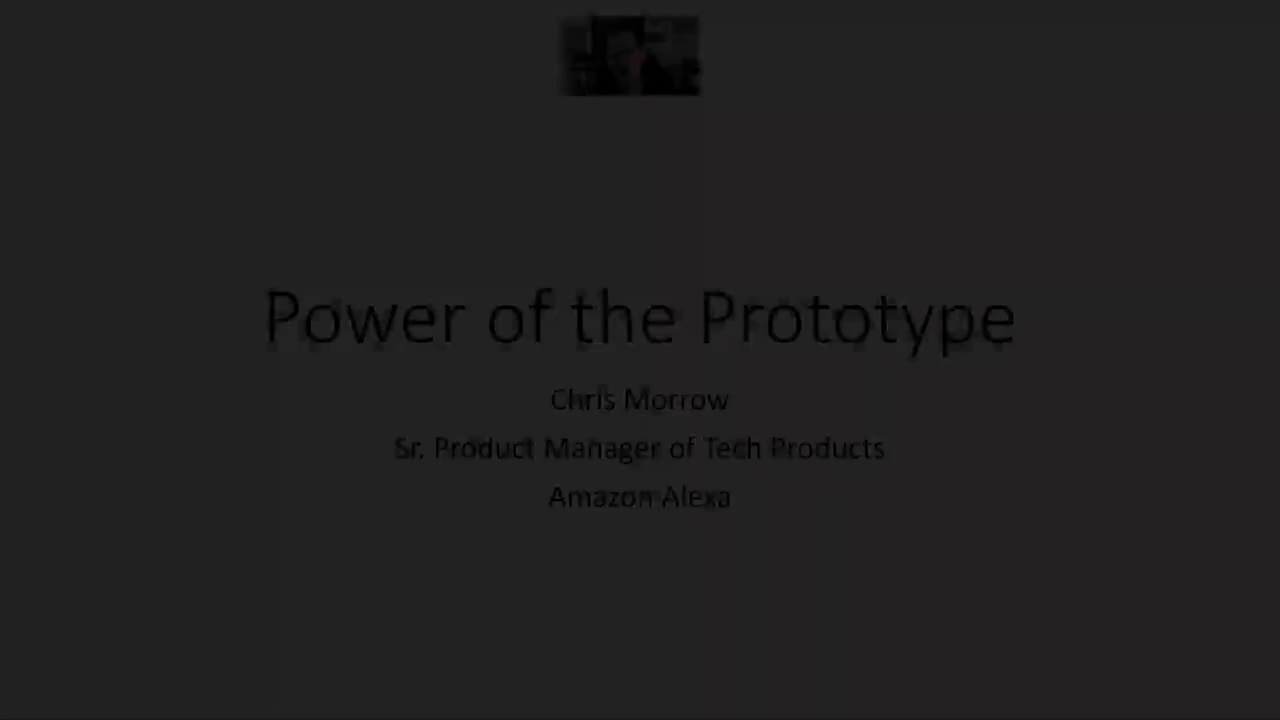 Power of the Prototype
Chris Morrow
Sr. Product Manager of Tech Products
Amazon Alexa